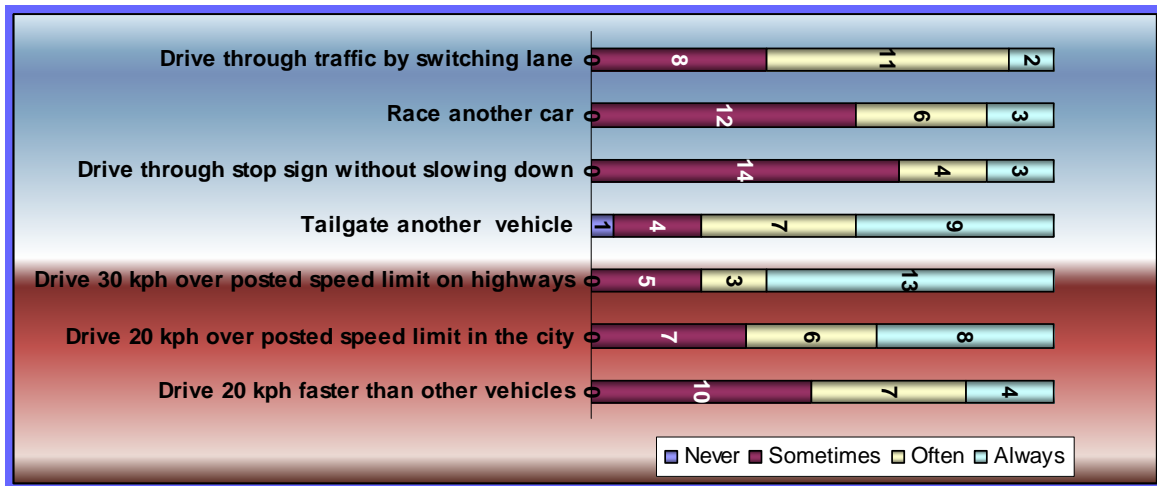 Drive through traffic by switching lane 0 8 11 2
Race another car 0 12 6 3
Drive through stop sign without slowing down 0 14 4 3
Tailgate another vehicle 1 4 7 9
Drive 30 kph over posted speed limit on highways 0 5 3 13
Drive 20 kph over posted speed limit in the city 0 7 6 8
Drive 20 kph faster than other vehicles 0 10 7 4
Never Sometimes Often Always